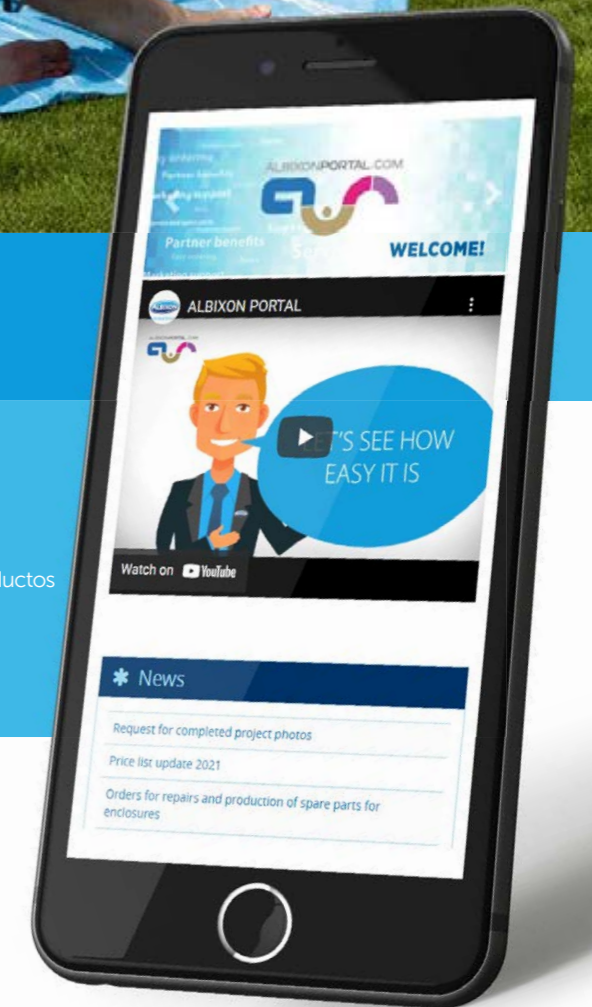 ALBIXONPORTAL.COM
Partner benefits
WELCOME!
ALBIXON
ALBIXON PORTAL
LET'S SEE HOW
EASY IT IS
Watch on YouTube
ductos
News
Request for completed project photos
Price list update 2021
Orders for repairs and production of spare parts for
enclosures